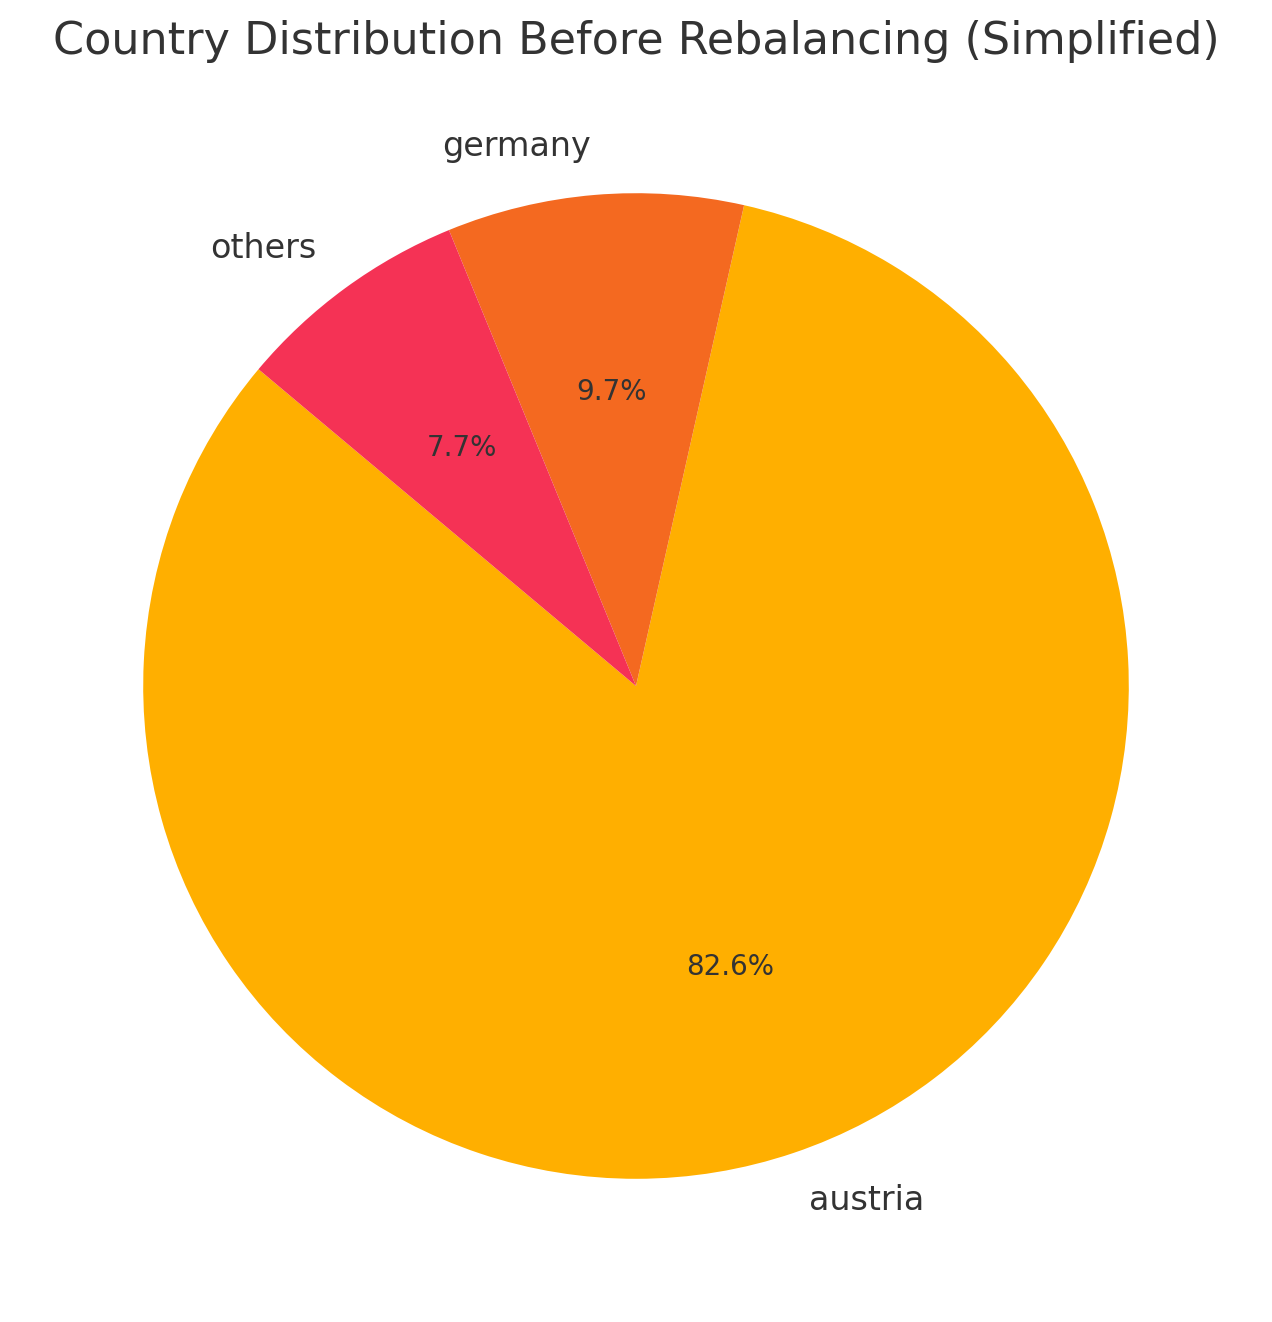 Country Distribution Before Rebalancing (Simplified)
germany
others
9.7%
7.7%
82.6%
austria